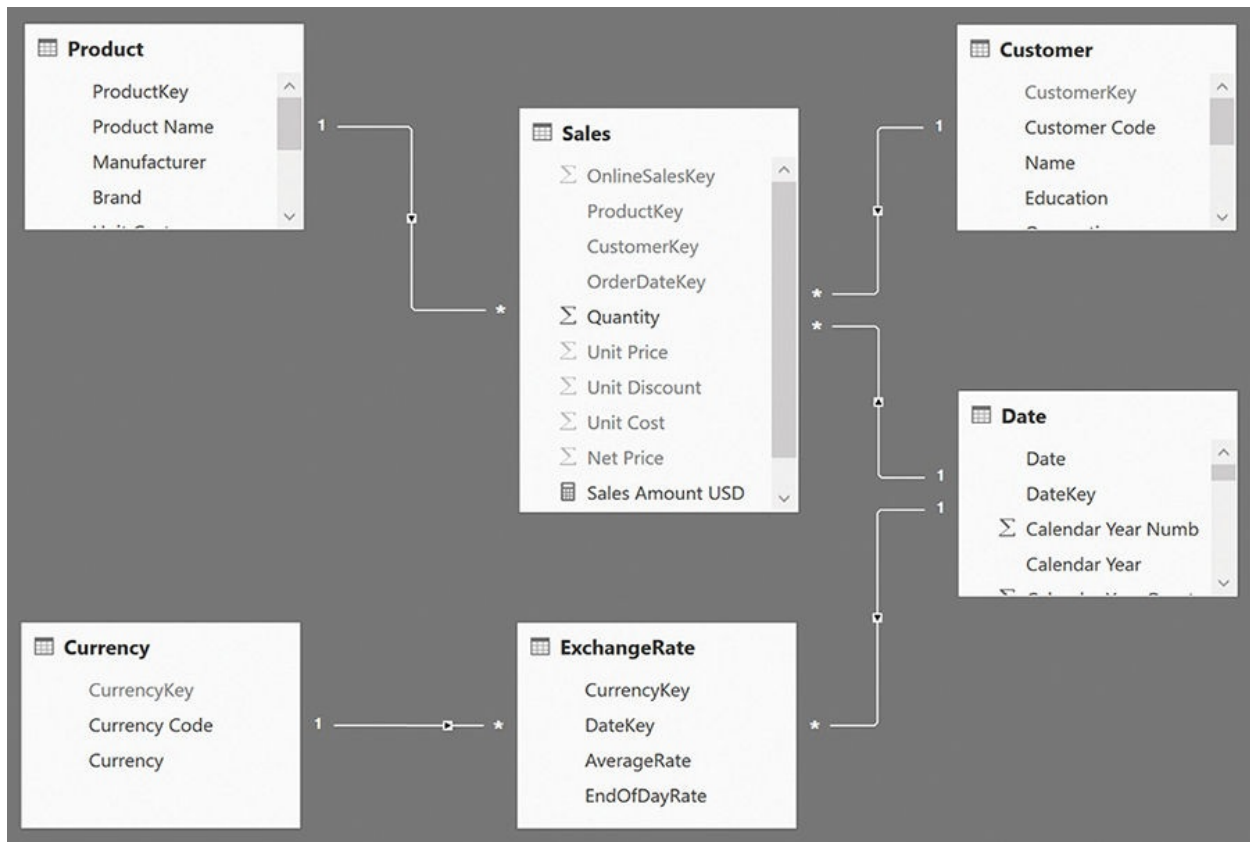 Product
ProductKey
Product Name
Manufacturer
Brand
1
*
Sales
Σ OnlineSalesKey
ProductKey
CustomerKey
OrderDateKey
Σ Quantity
Σ Unit Price
Σ Unit Discount
Σ Unit Cost
Σ Net Price
Sales Amount USD
Customer
CustomerKey
Customer Code
Name
Education
1
*
*
Date
Date
DateKey
Σ Calendar Year Numb
Calendar Year
1
1
Currency
CurrencyKey
Currency Code
Currency
1
*
ExchangeRate
CurrencyKey
DateKey
AverageRate
EndOfDayRate
*